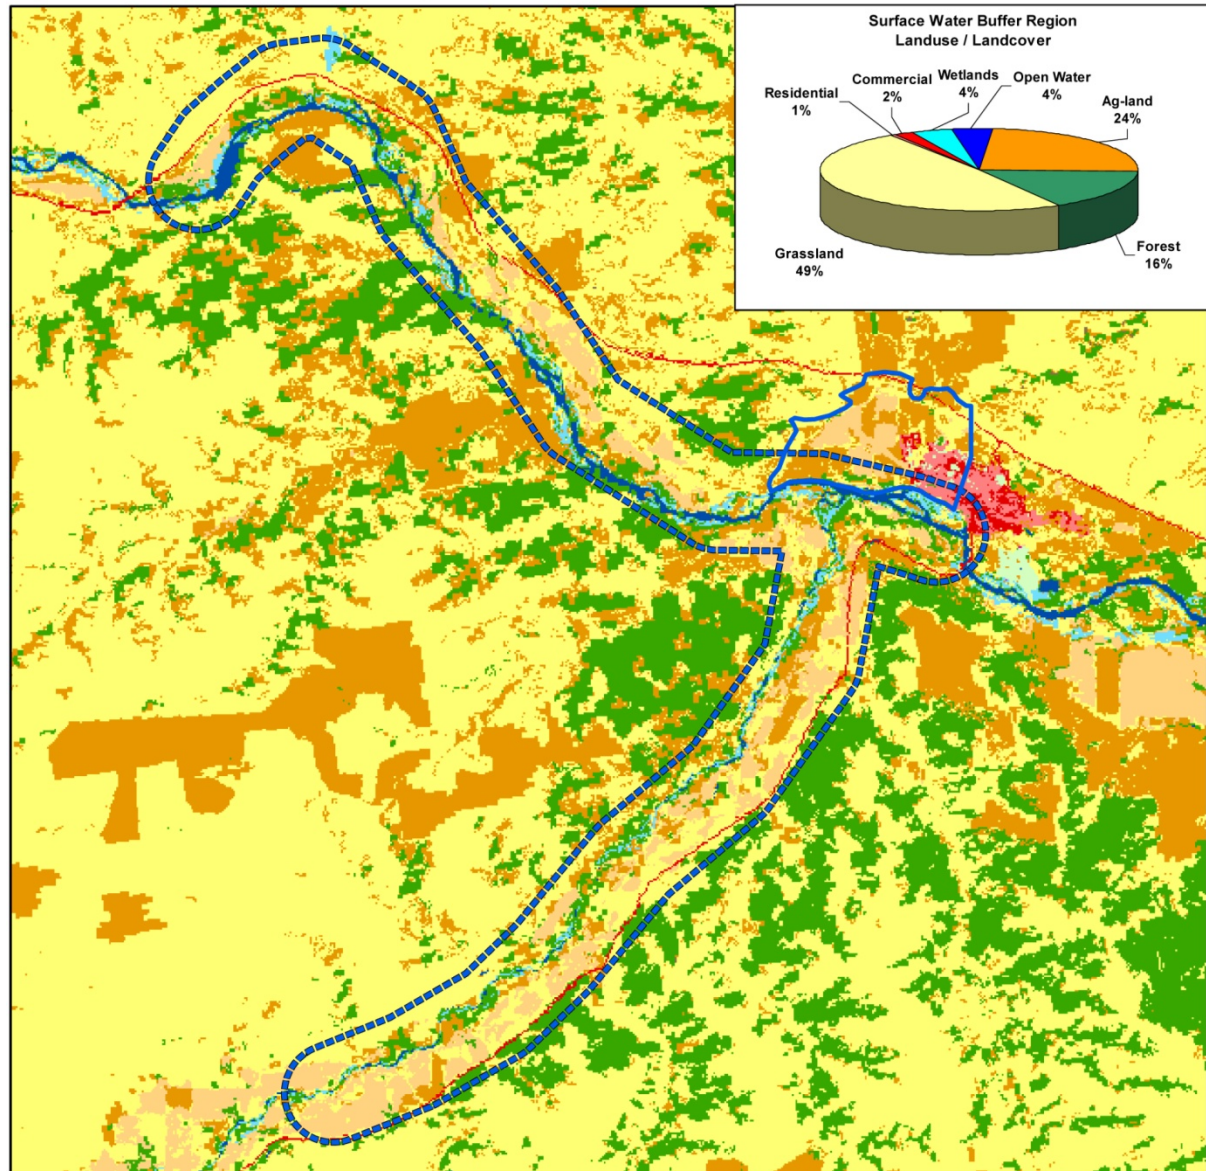 Surface Water Buffer Region
Landuse / Landcover
Residential
1%
Commercial
2%
Wetlands
4%
Open Water
4%
Ag-land
24%
Grassland
49%
Forest
16%